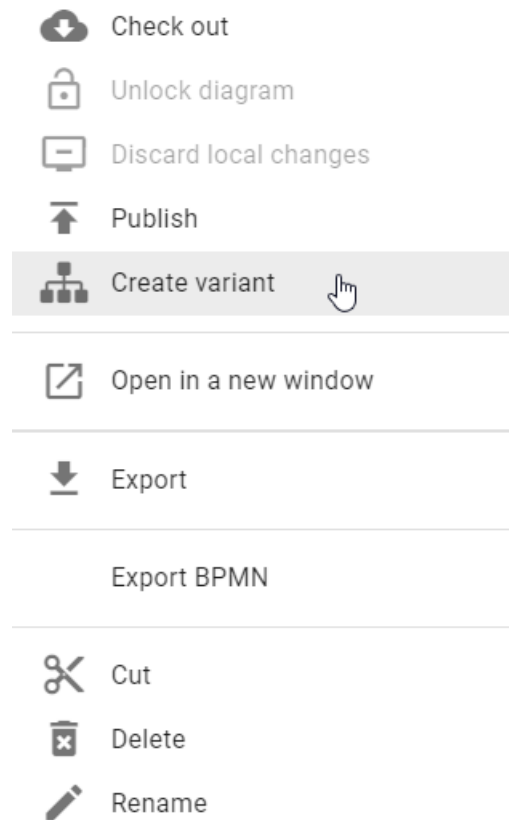 Check out
Unlock diagram
Discard local changes
Publish
Create variant
Open in a new window
Export
Export BPMN
Cut
Delete
Rename